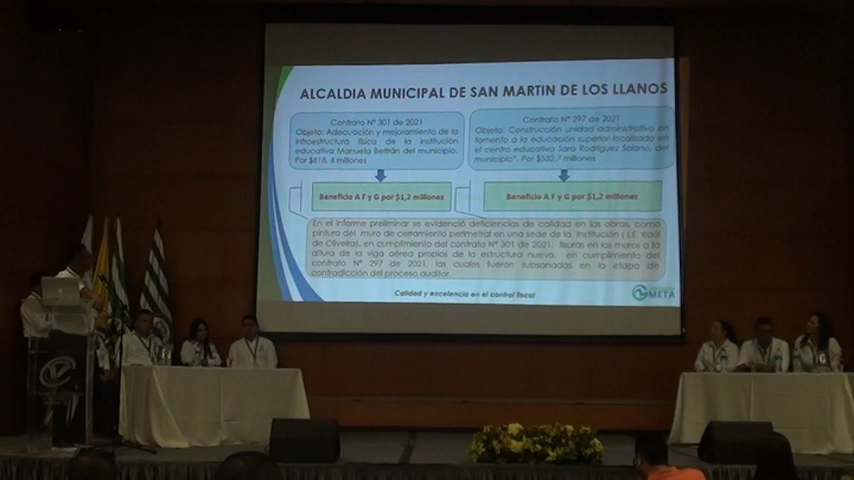 ALCALDIA MUNICIPAL DE SAN MARTIN DE LOS LLANOS
Contrato Nº 301 de 2021
Objeto: Adecuación y mejoramiento de la
infraestructura física de la institución
educativa Manuela Beltrán del municipio.
Por $818, 4 millones
Contrato Nº 297 de 2021
Objeto: Construcción unidad administrativa en
fomento a la educación superior localizado en
el centro educativo Sara Rodríguez Solano, del
municipio". Por $532,7 millones
Beneficio A F y G por $1,2 millones
Beneficio A F y G por $1,2 millones
En el informe preliminar se evidenció deficiencias de calidad en las obras, como
pintura del muro de cerramiento perimetral en una sede de la Institución (I.E. Raúl
de Oliveira), en cumplimiento del contrato Nº 301 de 2021; fisuras en los muros a la
altura de la viga aérea propios de la estructura nueva, en cumplimiento del
contrato Nº 297 de 2021, las cuales fueron subsanadas en la etapa de
contradicción del proceso auditor.
Calidad y excelencia en el control fiscal
META